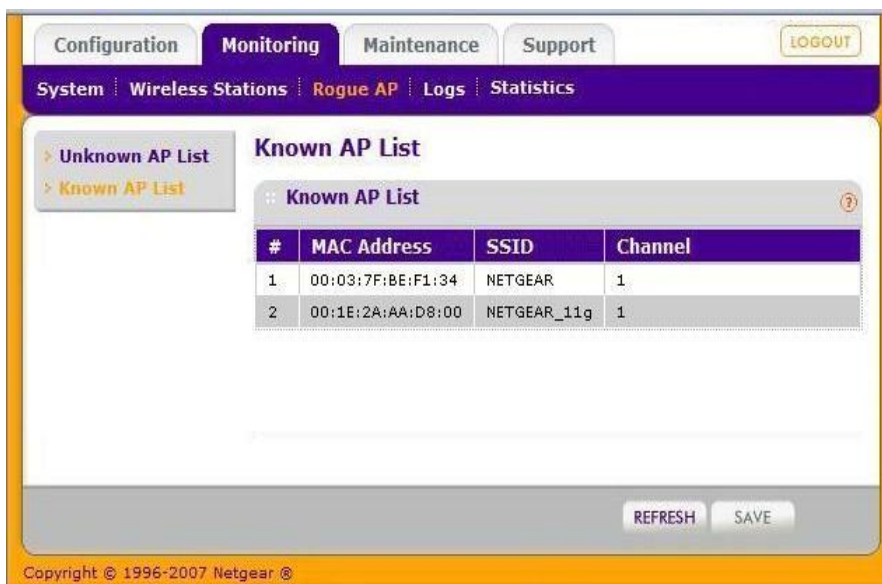 Configuration Monitoring Maintenance Support LOGOUT
System Wireless Stations Rogue AP Logs Statistics
Unknown AP List
Known AP List
Known AP List
Known AP List ?
# MAC Address SSID Channel
1 00:03:7F:BE:F1:34 NETGEAR 1
2 00:1E:2A:AA:D8:00 NETGEAR_11g 1
REFRESH SAVE
Copyright © 1996-2007 Netgear ®